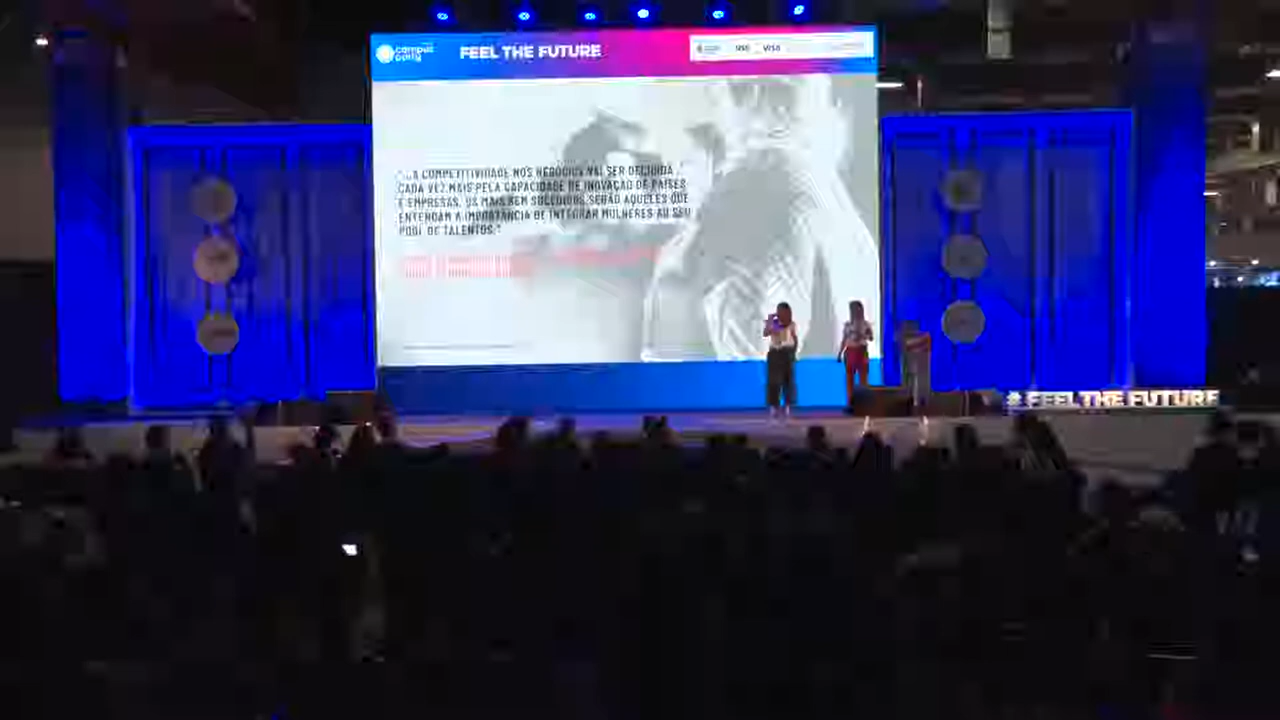 campus
party
FEEL THE FUTURE
VISA
"...A COMPETITIVIDADE NOS NEGÓCIOS VAI SER DECIDIDA
CADA VEZ MAIS PELA CAPACIDADE DE INOVAÇÃO DE PAÍSES
E EMPRESAS. OS MAIS BEM SUCEDIDOS SERÃO AQUELES QUE
ENTENDAM A IMPORTÂNCIA DE INTEGRAR MULHERES AO SEU
POOL DE TALENTOS."
# FEEL THE FUTURE